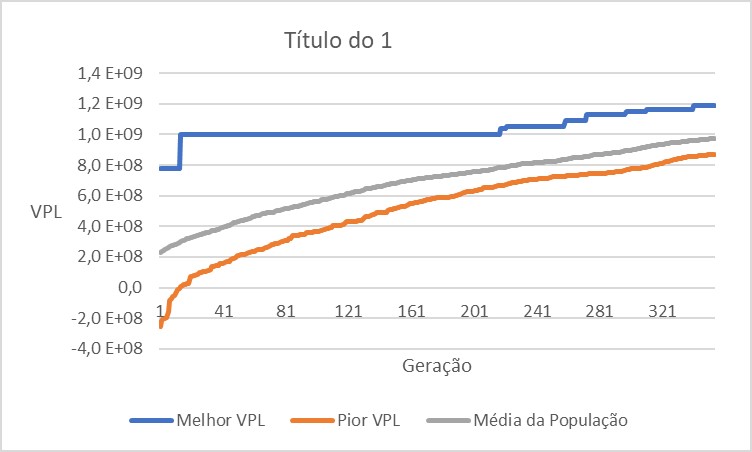 Título do 1
1,4 E+09
1,2 E+09
1,0 E+09
8,0 E+08
6,0 E+08
4,0 E+08
2,0 E+08
0,0
-2,0 E+08
-4,0 E+08
VPL
1 41 81 121 161 201 241 281 321
Geração
Melhor VPL Pior VPL Média da População